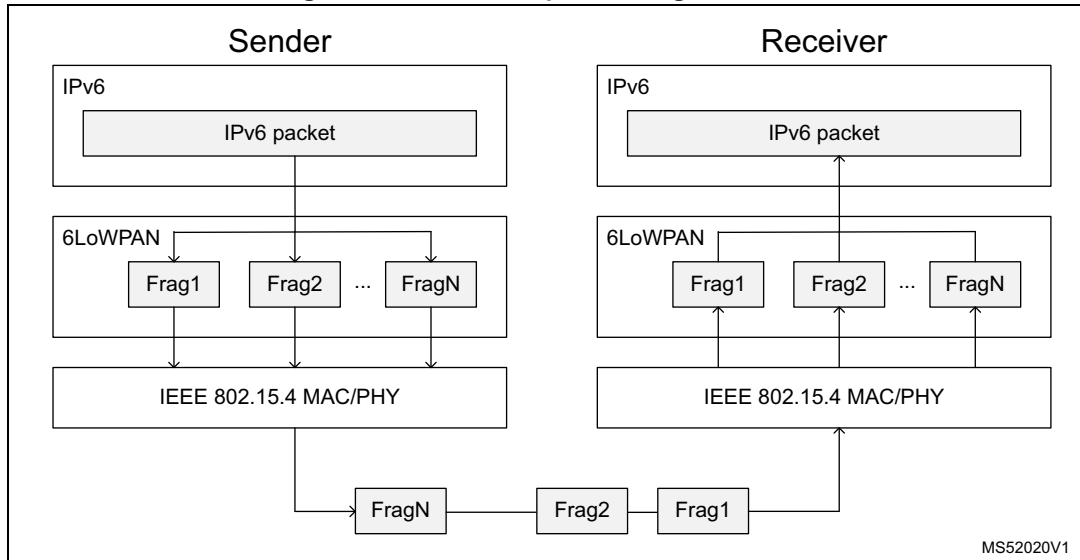 Sender
Receiver
IPv6
IPv6 packet
6LoWPAN
Frag1
Frag2
...
FragN
IEEE 802.15.4 MAC/PHY
IPv6
IPv6 packet
6LoWPAN
Frag1
Frag2
...
FragN
IEEE 802.15.4 MAC/PHY
FragN
Frag2
Frag1
MS52020V1